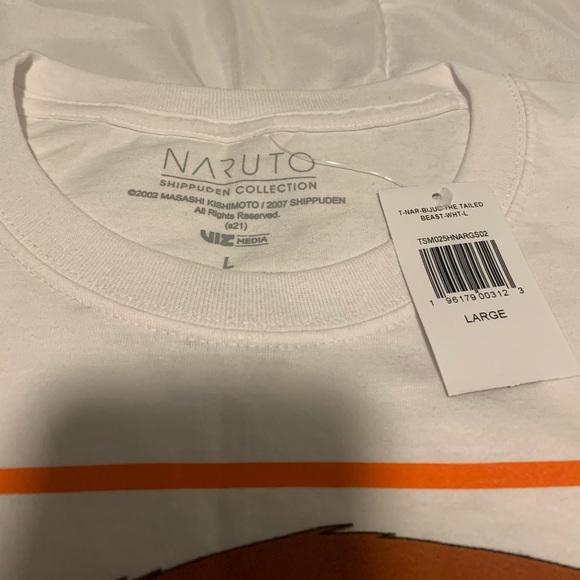 NARUTO
SHIPPUDEN COLLECTION
©2002 MASASHI KISHIMOTO / 2007 SHIPPUDEN
All Rights Reserved.
(s21)
VIZ MEDIA
L
T-NAR-BIJUU-THE TAILED
BEAST-WHT-L
TSM025HNARGS02
1 96179 00312 3
LARGE